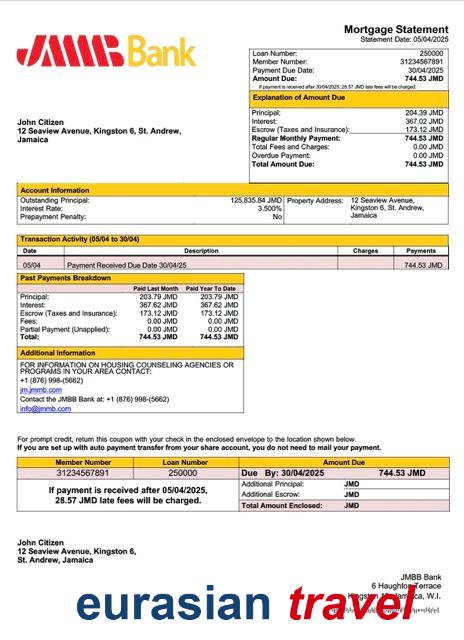 JMMB Bank
Mortgage Statement
Statement Date: 05/04/2025
Loan Number: 250000
Member Number: 31234567891
Payment Due Date: 30/04/2025
Amount Due: 744.53 JMD
If payment is received after 30/04/2025, 28.57 JMD late fees will be charged.
Explanation of Amount Due
Principal: 204.39 JMD
Interest: 367.02 JMD
Escrow (Taxes and Insurance): 173.12 JMD
Regular Monthly Payment: 744.53 JMD
Total Fees and Charges: 0.00 JMD
Overdue Payment: 0.00 JMD
Total Amount Due: 744.53 JMD
John Citizen
12 Seaview Avenue, Kingston 6, St. Andrew,
Jamaica
Account Information
Outstanding Principal: 125,835.84 JMD
Interest Rate: 3.500%
Prepayment Penalty: No
Property Address: 12 Seaview Avenue,
Kingston 6, St. Andrew,
Jamaica
Transaction Activity (05/04 to 30/04)
Date Description Charges Payments
05/04 Payment Received Due Date 30/04/25 744.53 JMD
Past Payments Breakdown
Paid Last Month Paid Year To Date
Principal: 203.79 JMD 203.79 JMD
Interest: 367.62 JMD 367.62 JMD
Escrow (Taxes and Insurance): 173.12 JMD 173.12 JMD
Fees: 0.00 JMD 0.00 JMD
Partial Payment (Unapplied): 0.00 JMD 0.00 JMD
Total: 744.53 JMD 744.53 JMD
Additional Information
FOR INFORMATION ON HOUSING COUNSELING AGENCIES OR
PROGRAMS IN YOUR AREA CONTACT:
+1 (876) 998-(5662)
jm.jmmb.com
Contact the JMBB Bank at: +1 (876) 998-(5662)
info@jmmb.com
For prompt credit, return this coupon with your check in the enclosed envelope to the location shown below.
If you are set up with auto payment transfer from your share account, you do not need to mail your payment.
Member Number Loan Number Amount Due
31234567891 250000 Due By: 30/04/2025 744.53 JMD
If payment is received after 05/04/2025,
28.57 JMD late fees will be charged.
Additional Principal: JMD
Additional Escrow: JMD
Total Amount Enclosed: JMD
John Citizen
12 Seaview Avenue, Kingston 6,
St. Andrew, Jamaica
JMBB Bank
6 Haughton Terrace
Kingston Jamaica, W.I.
eurasian travel